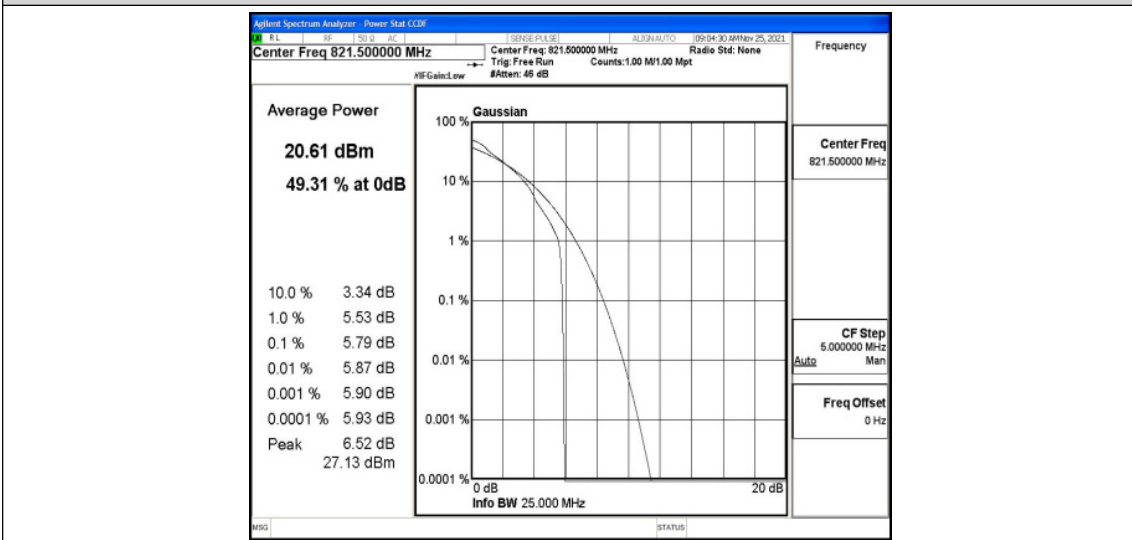 Agilent Spectrum Analyzer - Power Stat CCDF
RL RF 50 Ω AC SENSE:PULSE ALIGN AUTO 09:04:30 AM Nov 25, 2021
Center Freq 821.500000 MHz
Center Freq: 821.500000 MHz Radio Std: None
Trig: Free Run Counts:1.00 M/1.00 Mpt
#IFGain:Low #Atten: 46 dB
Frequency
Average Power
20.61 dBm
49.31 % at 0dB
10.0 % 3.34 dB
1.0 % 5.53 dB
0.1 % 5.79 dB
0.01 % 5.87 dB
0.001 % 5.90 dB
0.0001 % 5.93 dB
Peak 6.52 dB
27.13 dBm
Gaussian
100 %
10 %
1 %
0.1 %
0.01 %
0.001 %
0.0001 %
0 dB 20 dB
Info BW 25.000 MHz
Center Freq
821.500000 MHz
CF Step
5.000000 MHz
Auto Man
Freq Offset
0 Hz
MSG STATUS